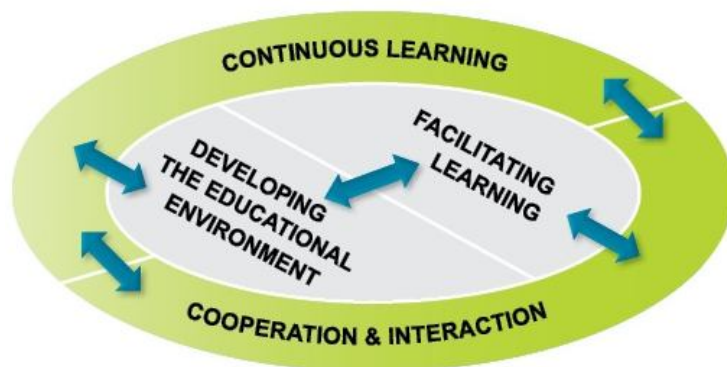 CONTINUOUS LEARNING
DEVELOPING
THE EDUCATIONAL
ENVIRONMENT
FACILITATING
LEARNING
COOPERATION & INTERACTION